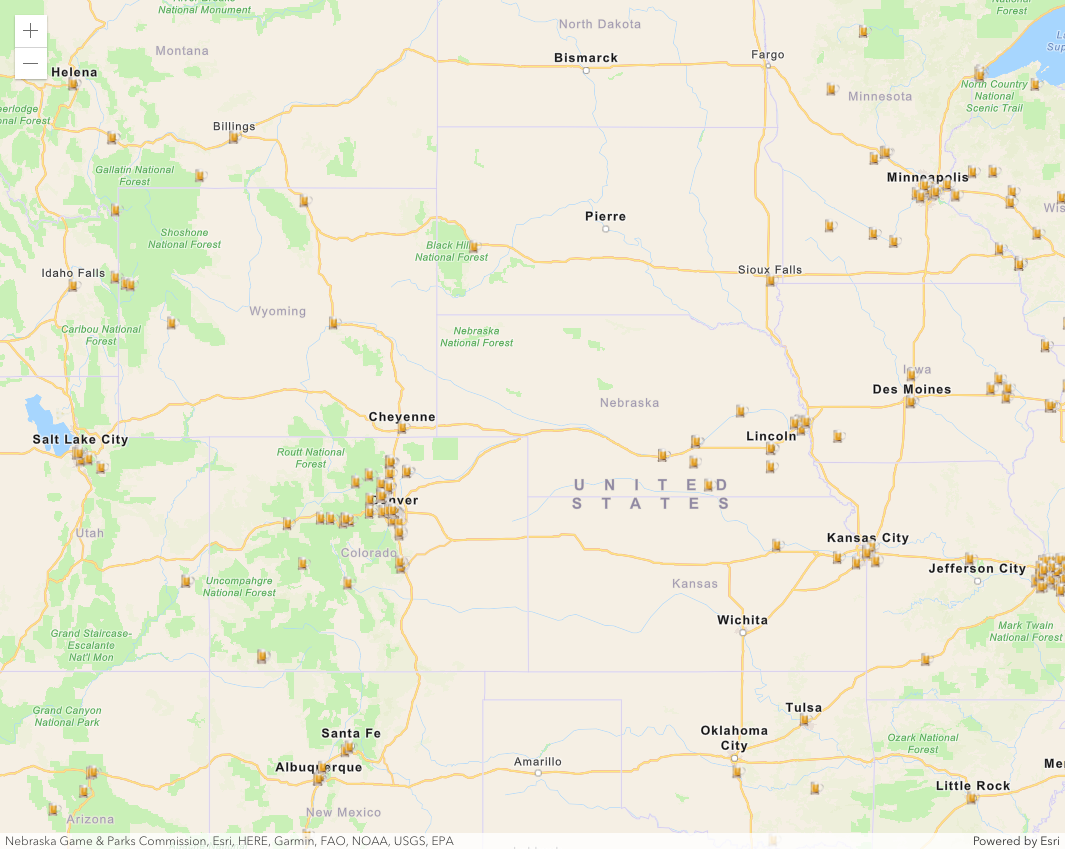 River Breaks
National Monument
North Dakota
National
Forest
Montana
Bismarck
Fargo
Helena
Minnesota
North Country
National
Scenic Trail
Billings
Gallatin National
Forest
Minneapolis
Pierre
Shoshone
National Forest
Black Hills
National Forest
Idaho Falls
Sioux Falls
Wyoming
Caribou National
Forest
Nebraska
National Forest
Iowa
Des Moines
Cheyenne
Nebraska
Salt Lake City
Lincoln
Routt National
Forest
UNITED
STATES
Denver
Utah
Kansas City
Colorado
Jefferson City
Uncompahgre
National Forest
Kansas
Wichita
Mark Twain
National Forest
Grand Staircase-
Escalante
Nat'l Mon
Grand Canyon
National Park
Tulsa
Santa Fe
Oklahoma
City
Ozark National
Forest
Amarillo
Albuquerque
Little Rock
New Mexico
Arizona
Nebraska Game & Parks Commission, Esri, HERE, Garmin, FAO, NOAA, USGS, EPA
Powered by Esri